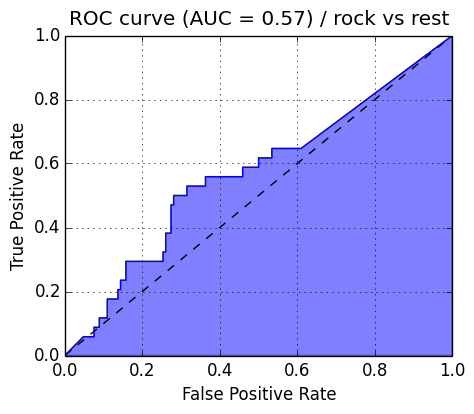 ROC curve (AUC = 0.57) / rock vs rest
1.0
0.8
0.6
0.4
0.2
0.0
True Positive Rate
0.0 0.2 0.4 0.6 0.8 1.0
False Positive Rate